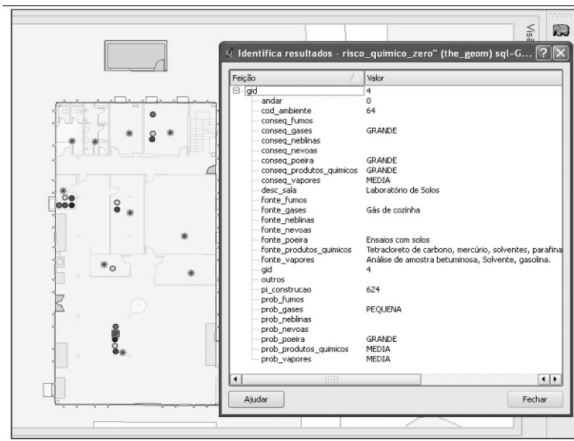 Visã
Identifica resultados - risco_quimico_zero" (the_geom) sql=G...
Feição Valor
gid 4
andar 0
cod_ambiente 64
conseq_fumos
conseq_gases GRANDE
conseq_neblinas
conseq_nevoas
conseq_poeira GRANDE
conseq_produtos_quimicos GRANDE
conseq_vapores MEDIA
desc_sala Laboratório de Solos
fonte_fumos
fonte_gases Gás de cozinha
fonte_neblinas
fonte_nevoas
fonte_poeira Ensaios com solos
fonte_produtos_quimicos Tetracloreto de carbono, mercúrio, solventes, parafina
fonte_vapores Análise de amostra betuminosa, Solvente, gasolina.
gid 4
outros
pi_construcao 624
prob_fumos
prob_gases PEQUENA
prob_neblinas
prob_nevoas
prob_poeira GRANDE
prob_produtos_quimicos MEDIA
prob_vapores MEDIA
Ajudar Fechar